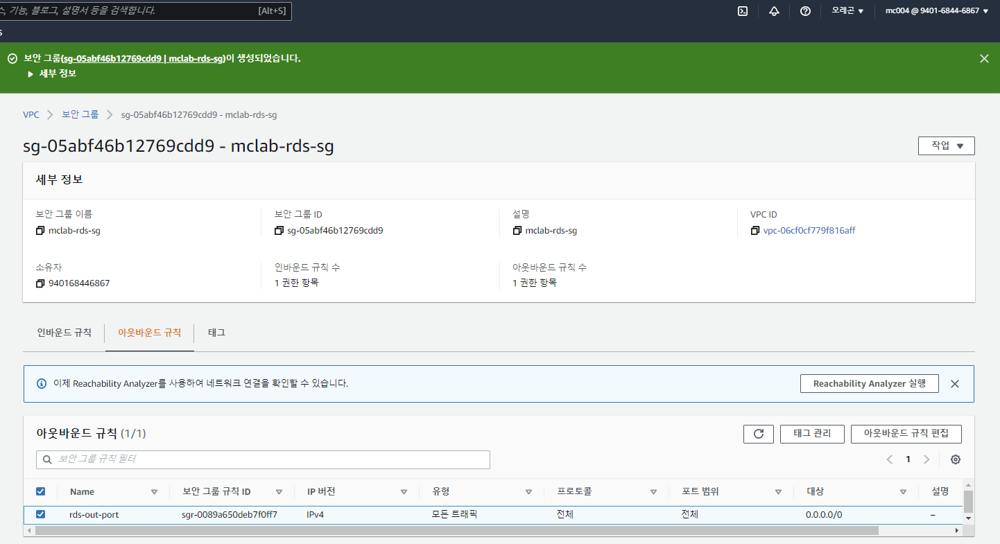 스, 기능, 블로그, 설명서 등을 검색합니다. [Alt+S] 오레곤 ▼ mc004 @ 9401-6844-6867 ▼
s
보안 그룹(sg-05abf46b12769cdd9 | mclab-rds-sg)이 생성되었습니다.
▶ 세부 정보
VPC > 보안 그룹 > sg-05abf46b12769cdd9 - mclab-rds-sg
sg-05abf46b12769cdd9 - mclab-rds-sg 작업 ▼
세부 정보
보안 그룹 이름 보안 그룹 ID 설명 VPC ID
mclab-rds-sg sg-05abf46b12769cdd9 mclab-rds-sg vpc-06cf0cf779f816aff
소유자 인바운드 규칙 수 아웃바운드 규칙 수
940168446867 1 권한 항목 1 권한 항목
인바운드 규칙 아웃바운드 규칙 태그
이제 Reachability Analyzer를 사용하여 네트워크 연결을 확인할 수 있습니다. Reachability Analyzer 실행
아웃바운드 규칙 (1/1) 태그 관리 아웃바운드 규칙 편집
보안 그룹 규칙 필터 1
Name 보안 그룹 규칙 ID IP 버전 유형 프로토콜 포트 범위 대상 설명
rds-out-port sgr-0089a650deb7f0ff7 IPv4 모든 트래픽 전체 전체 0.0.0.0/0 –